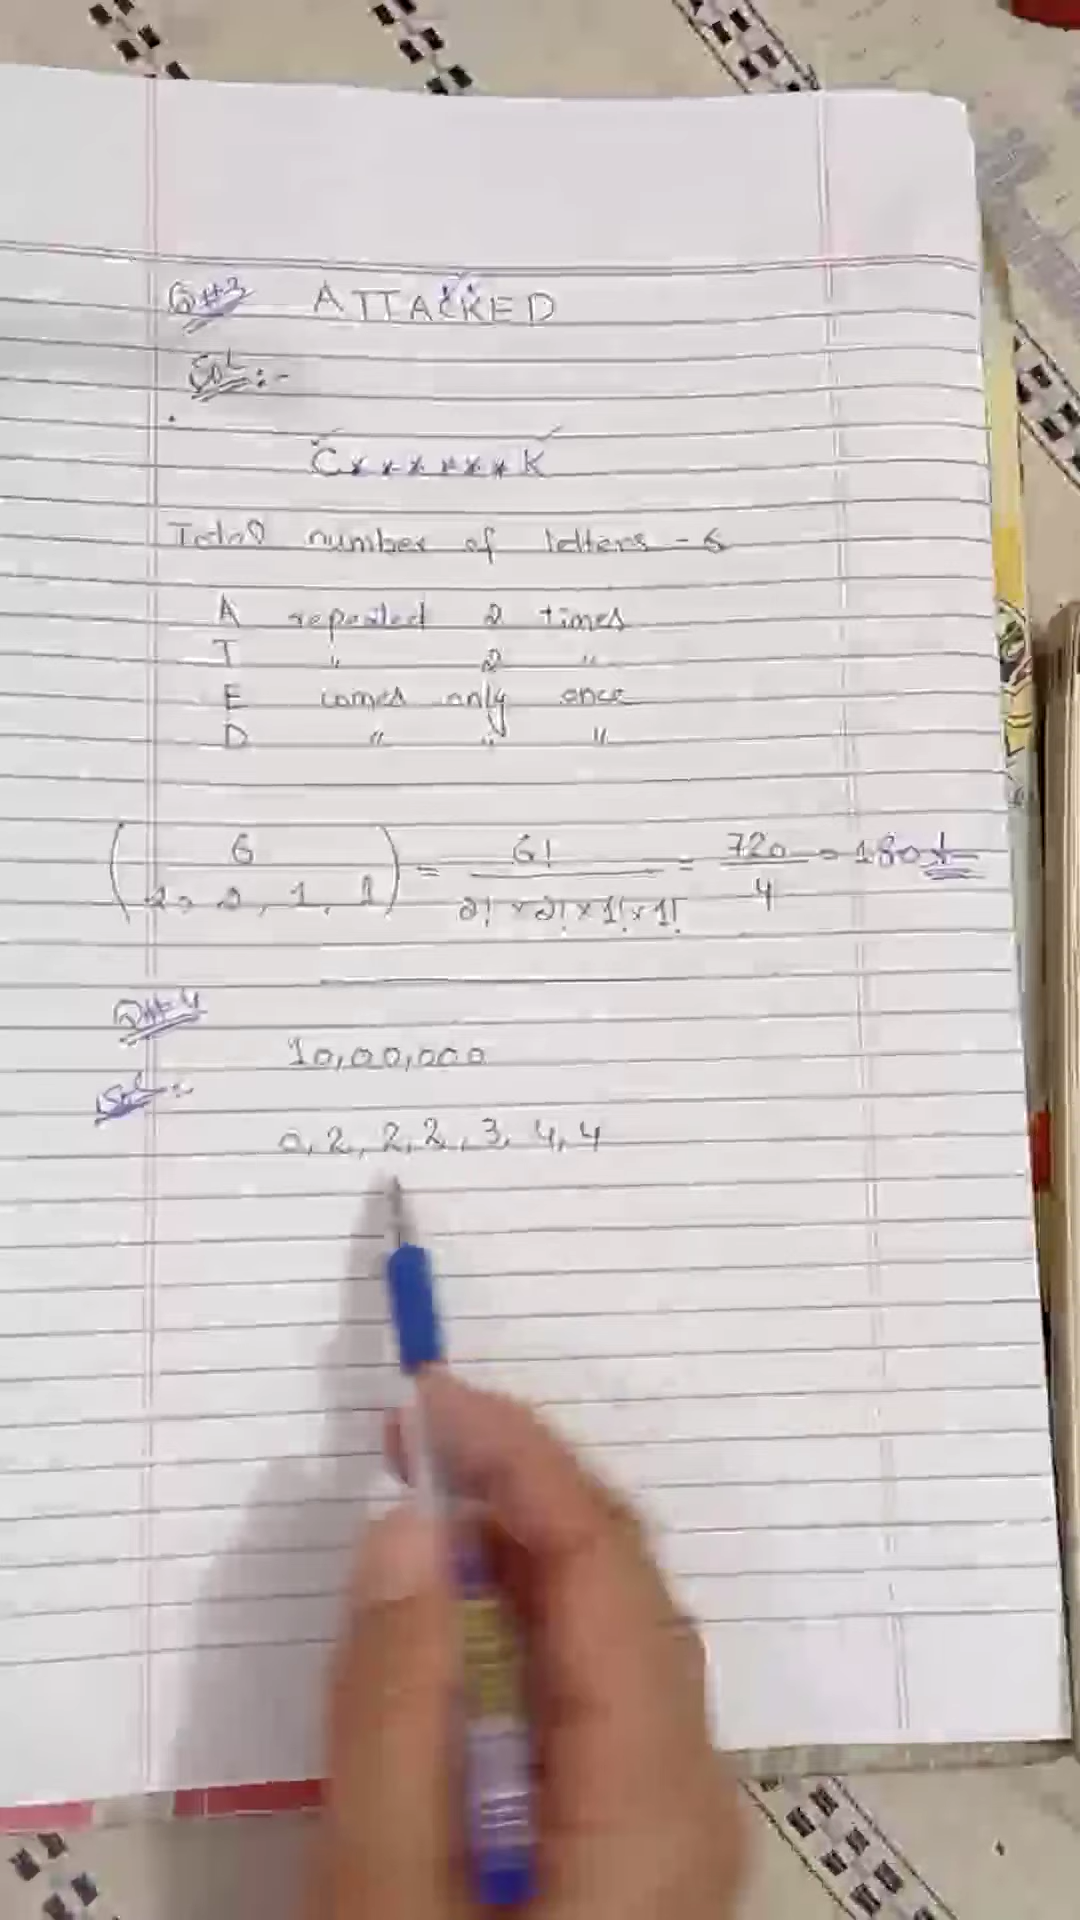 Q#3 ATTACKED
Sol:-
C******K
Total number of letters - 6
A repeated 2 times
T " 2 "
E comes only once
D " " "
( 6 / 2, 2, 1, 1 ) = 6! / 2! × 2! × 1! × 1! = 720 / 4 = 180
Q#4
10,00,000
Sol:-
0, 2, 2, 2, 3, 4, 4